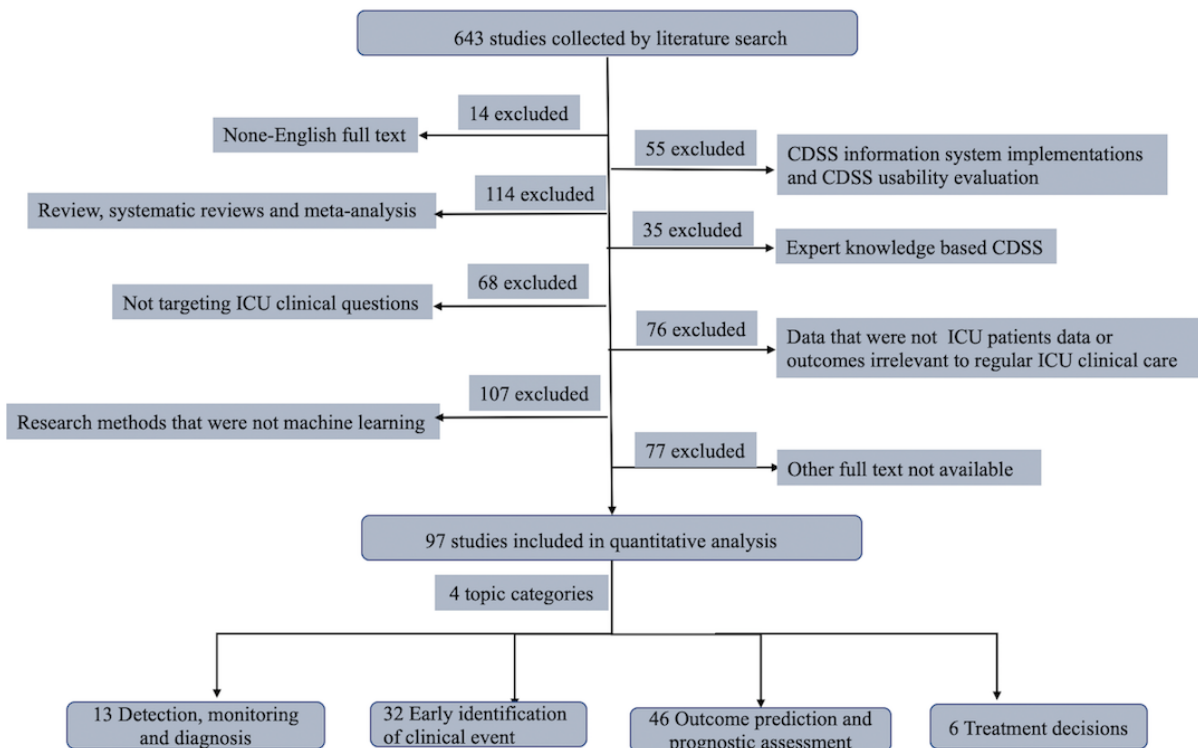 643 studies collected by literature search
14 excluded
None-English full text
55 excluded
CDSS information system implementations
and CDSS usability evaluation
114 excluded
Review, systematic reviews and meta-analysis
35 excluded
Expert knowledge based CDSS
68 excluded
Not targeting ICU clinical questions
76 excluded
Data that were not ICU patients data or
outcomes irrelevant to regular ICU clinical care
107 excluded
Research methods that were not machine learning
77 excluded
Other full text not available
97 studies included in quantitative analysis
4 topic categories
13 Detection, monitoring
and diagnosis
32 Early identification
of clinical event
46 Outcome prediction and
prognostic assessment
6 Treatment decisions